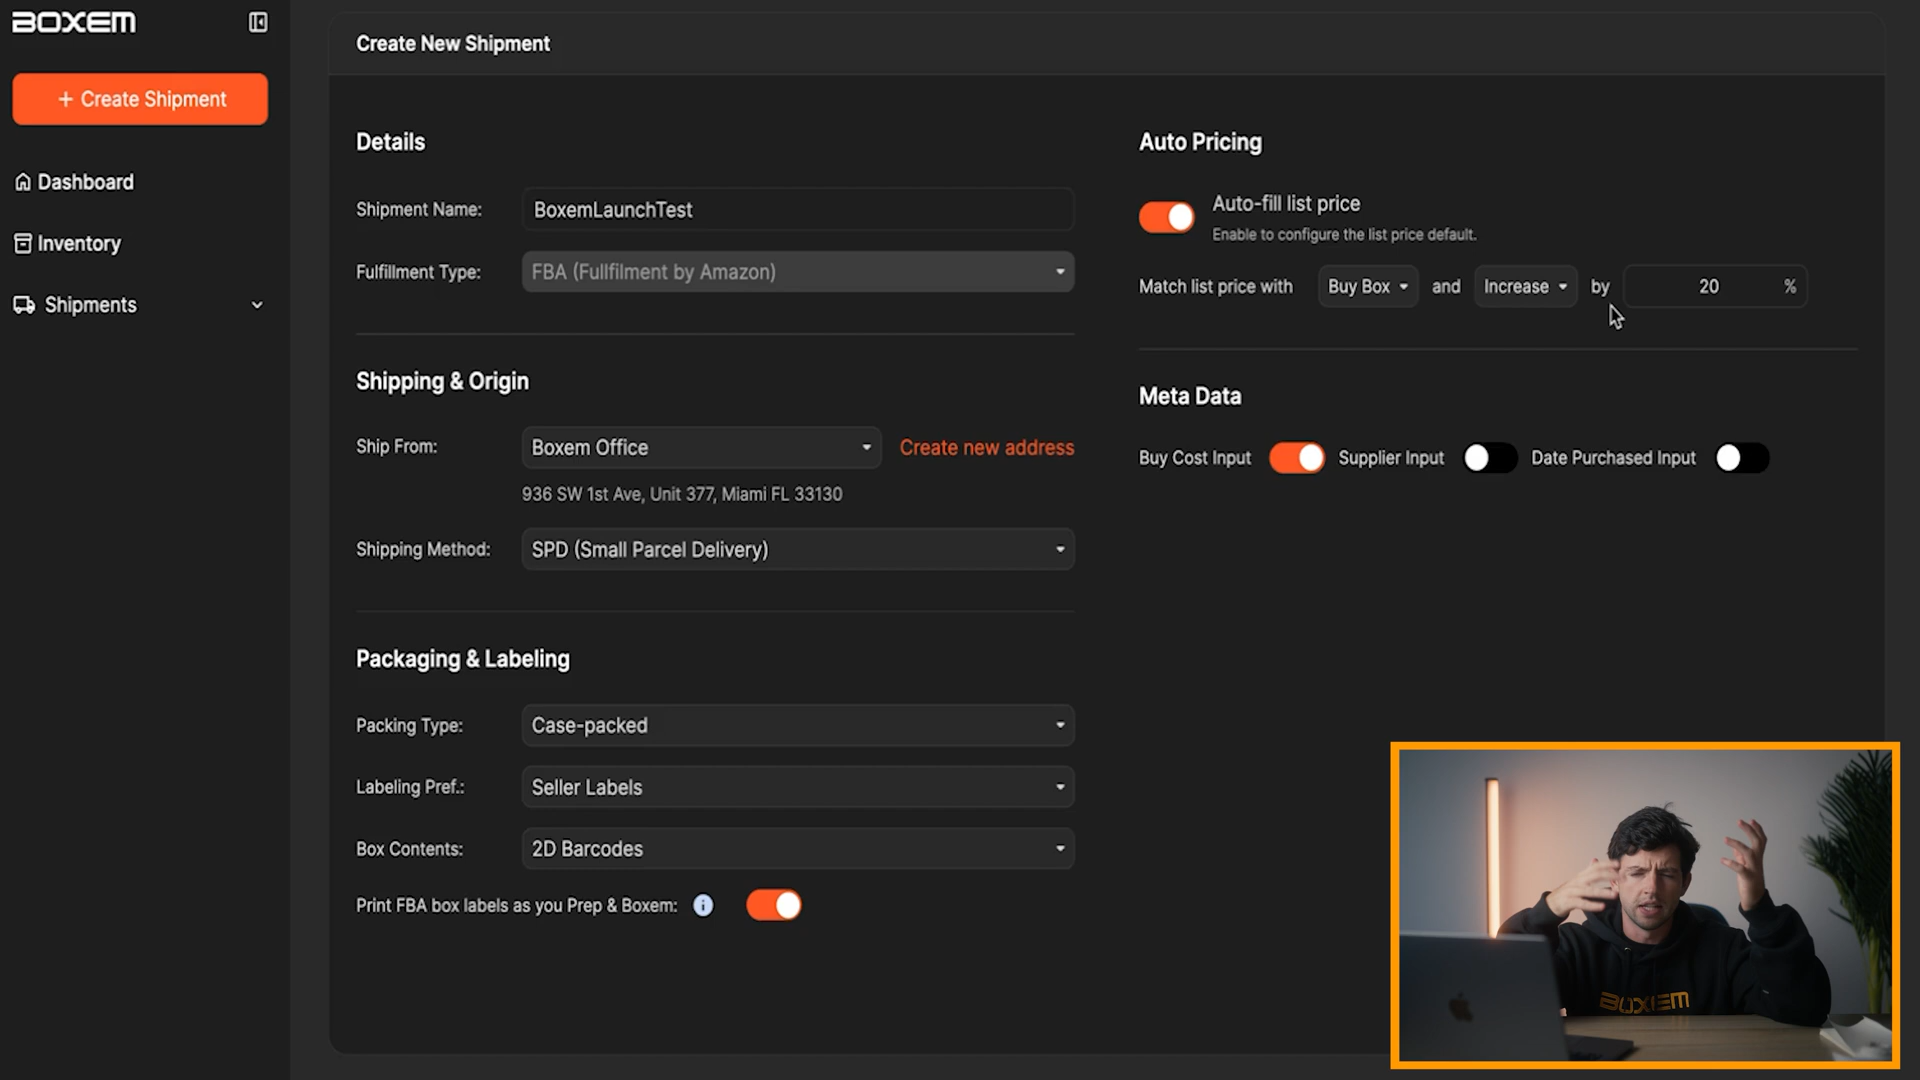 BOXEM
+ Create Shipment
Dashboard
Inventory
Shipments
Create New Shipment
Details
Shipment Name: BoxemLaunchTest
Fulfillment Type: FBA (Fullfilment by Amazon)
Shipping & Origin
Ship From: Boxem Office Create new address
936 SW 1st Ave, Unit 377, Miami FL 33130
Shipping Method: SPD (Small Parcel Delivery)
Packaging & Labeling
Packing Type: Case-packed
Labeling Pref.: Seller Labels
Box Contents: 2D Barcodes
Print FBA box labels as you Prep & Boxem: i
Auto Pricing
Auto-fill list price
Enable to configure the list price default.
Match list price with Buy Box and Increase by 20 %
Meta Data
Buy Cost Input Supplier Input Date Purchased Input
BOXEM